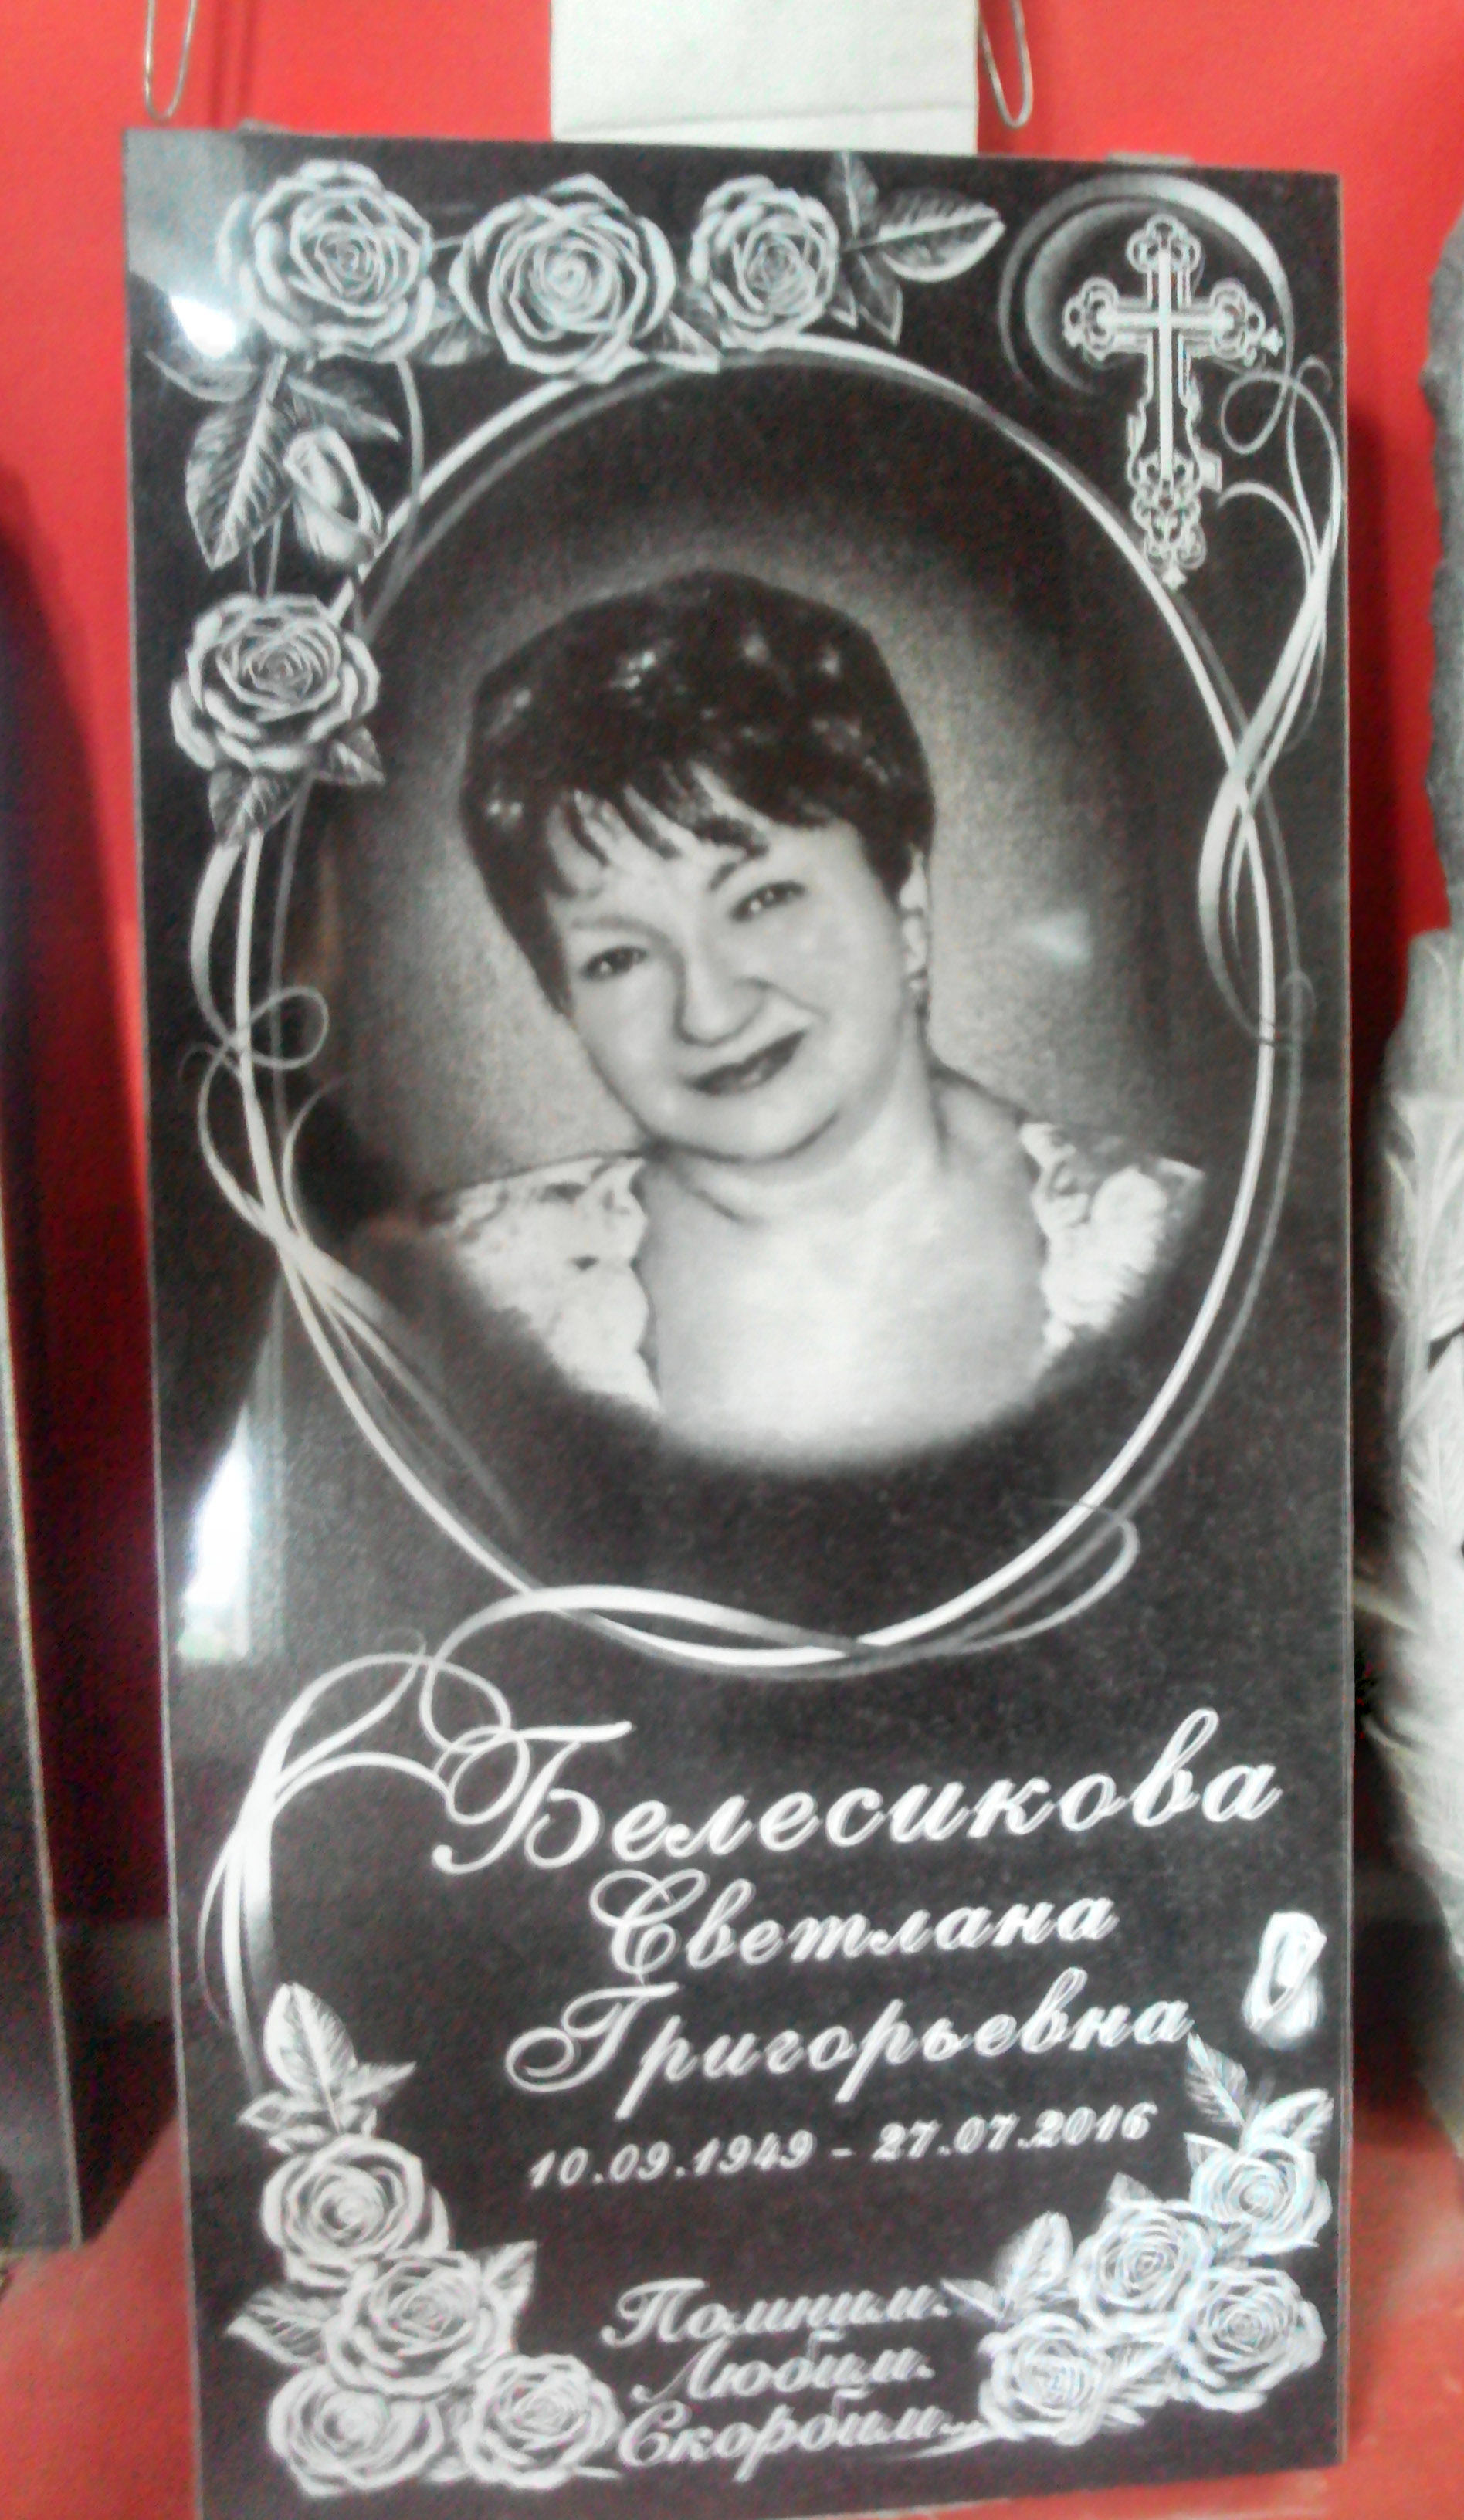 Белесикова
Светлана
Григорьевна
10.09.1949 - 27.07.2016
Помним.
Любим.
Скорбим...